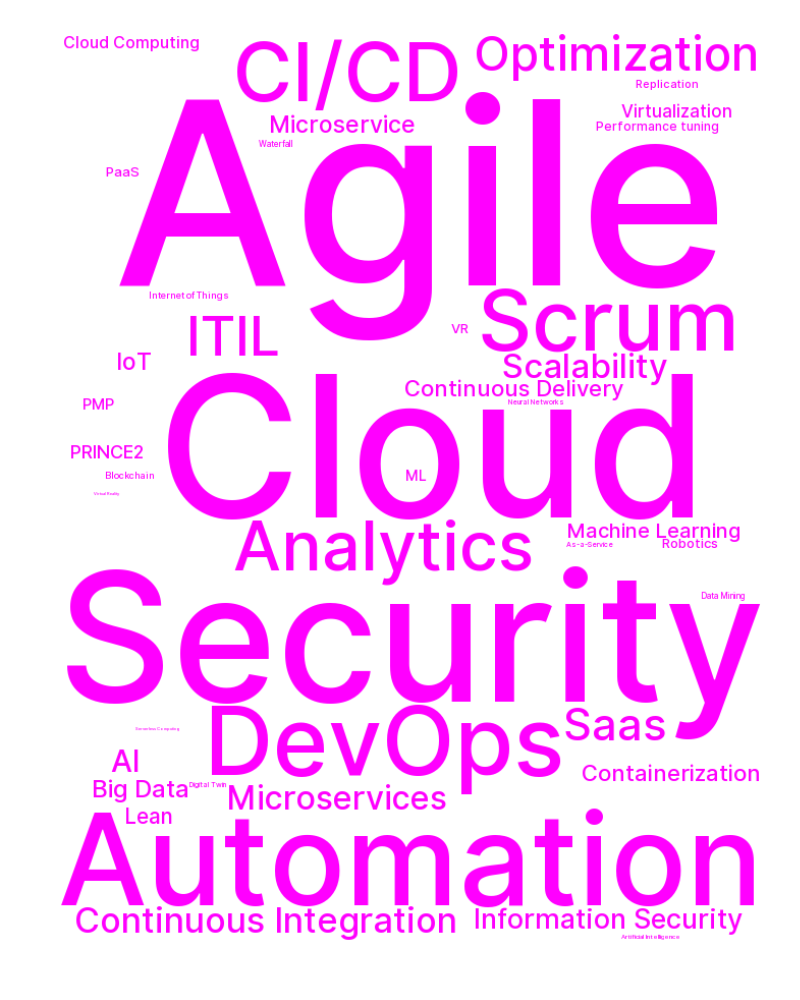 Cloud Computing
CI/CD
Optimization
Replication
Microservice
Virtualization
Performance tuning
Waterfall
PaaS
Agile
Internet of Things
ITIL
VR
Scrum
IoT
Scalability
Continuous Delivery
PMP
Neural Networks
Cloud
PRINCE2
Blockchain
ML
Virtual Reality
Analytics
Machine Learning
As-a-Service
Robotics
Data Mining
Security
DevOps
Saas
Serverless Computing
AI
Containerization
Big Data
Digital Twin
Microservices
Lean
Automation
Continuous Integration
Information Security
Artificial Intelligence